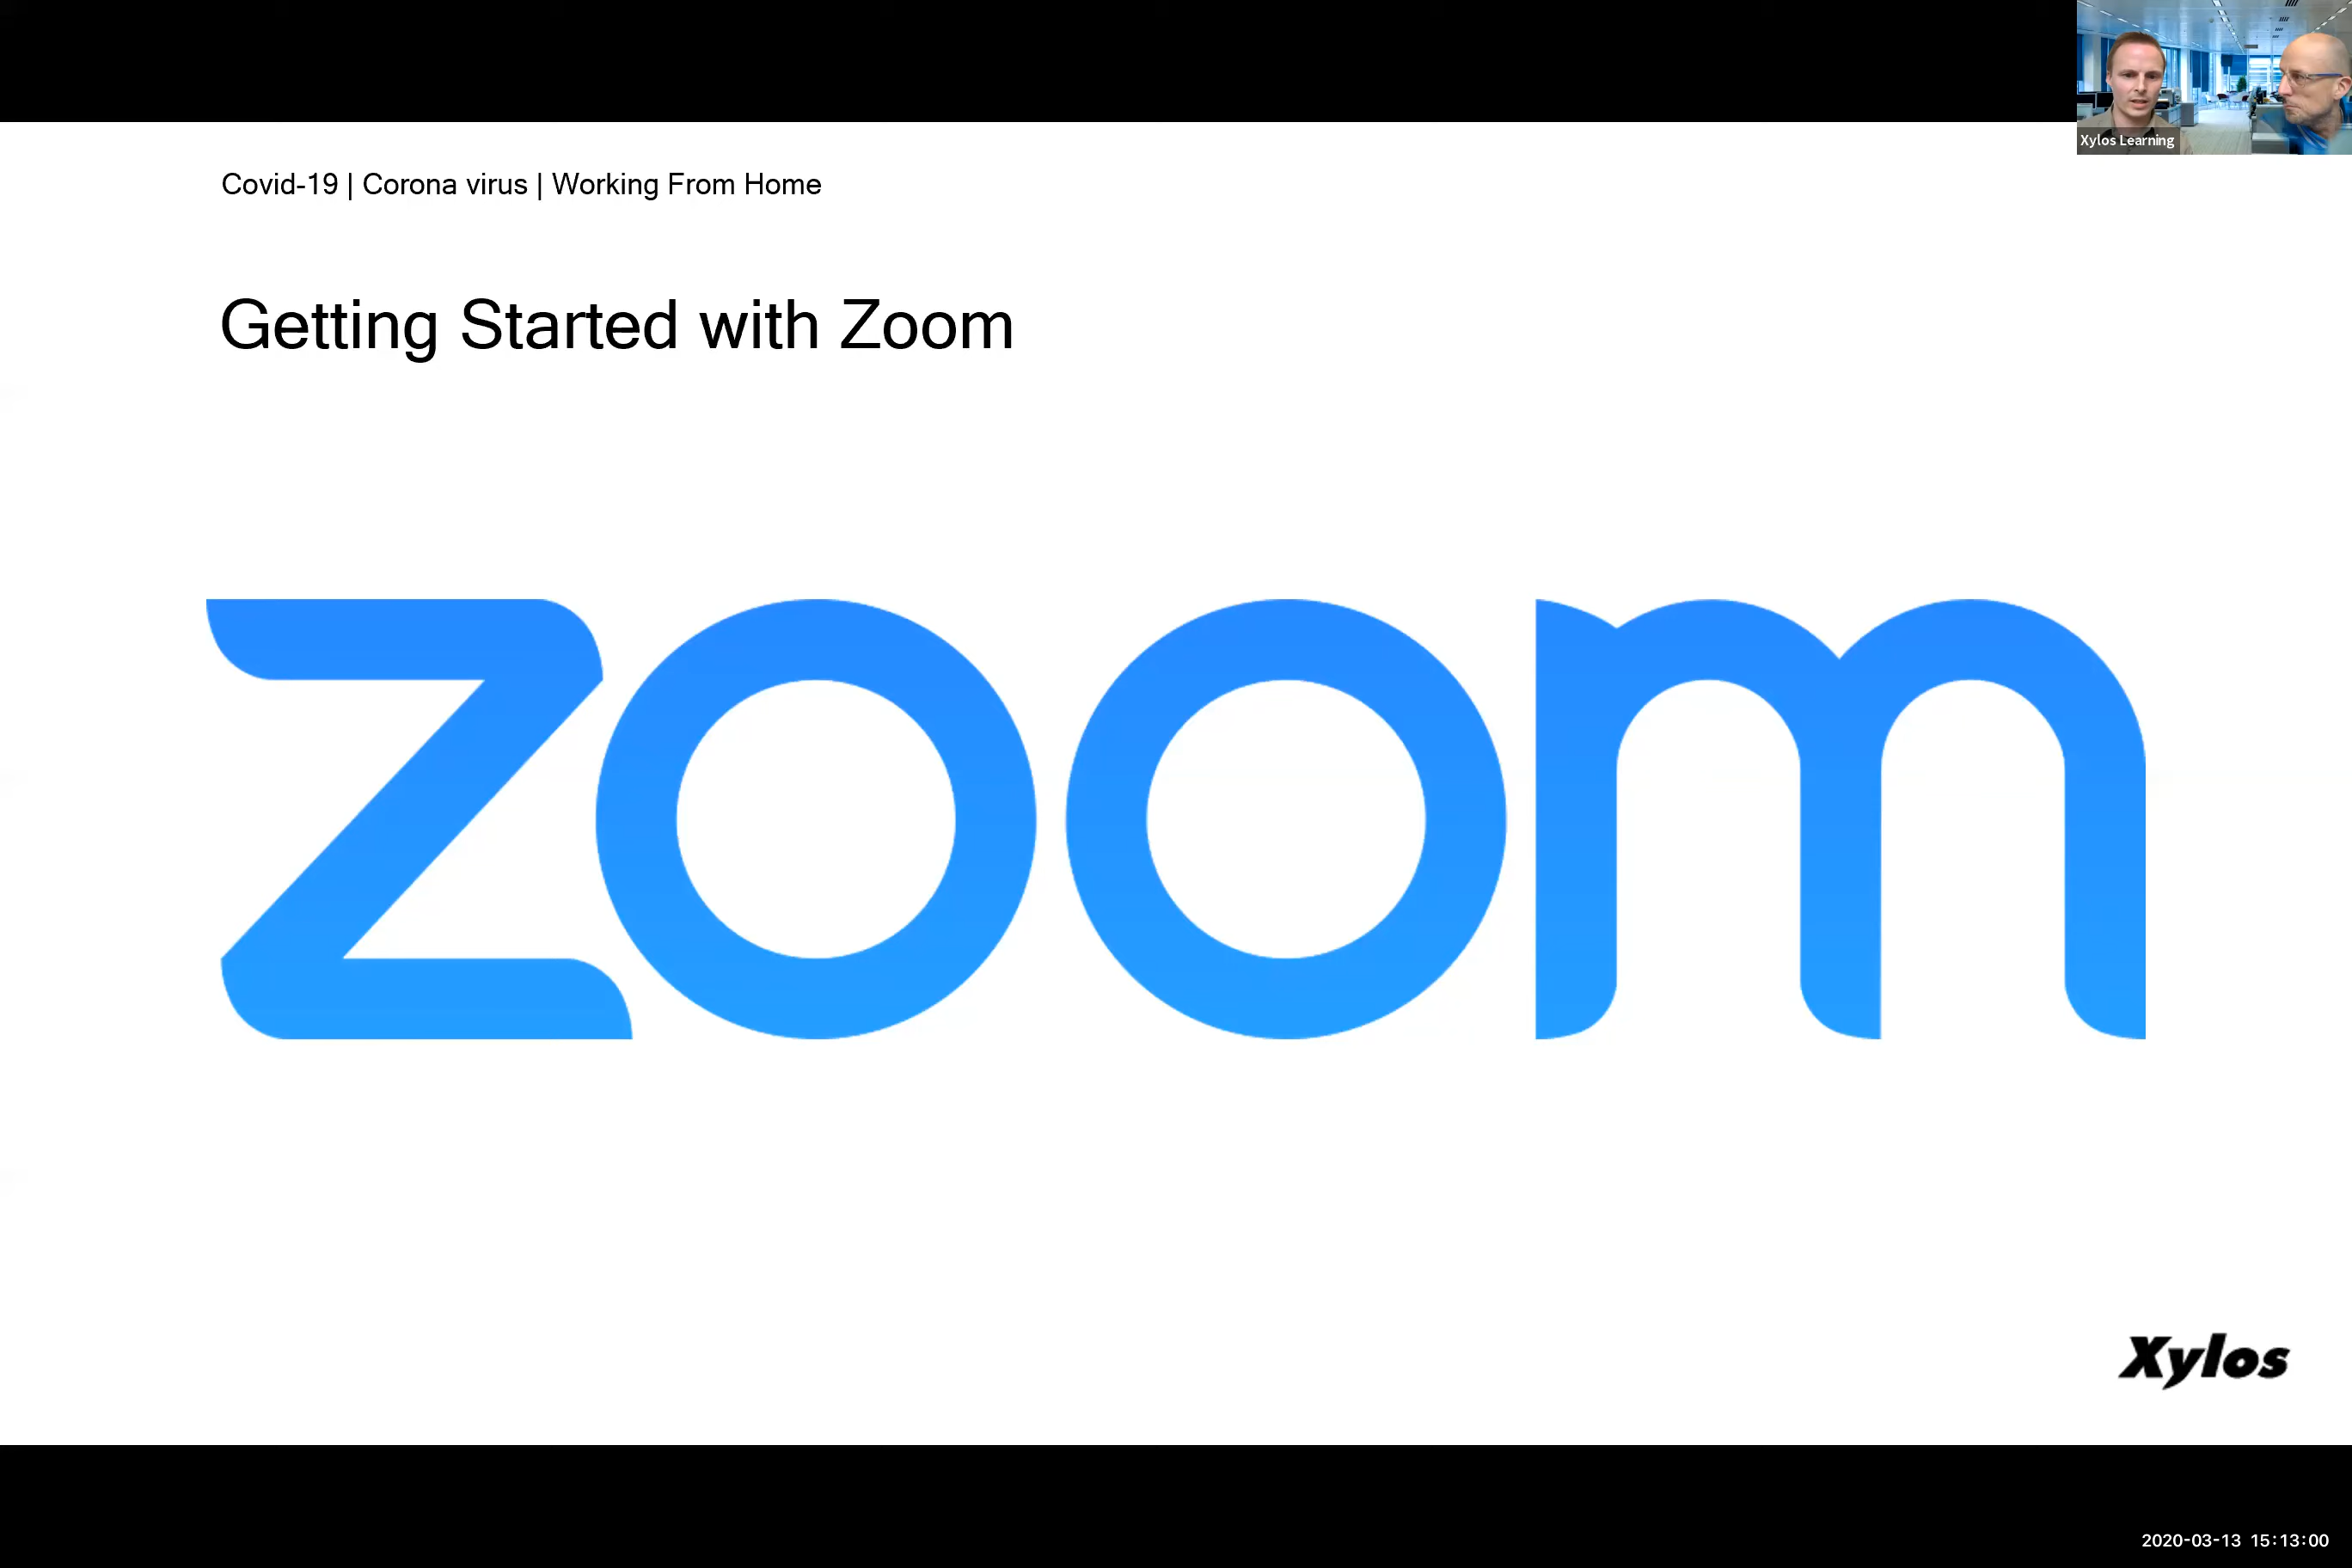 Xylos Learning
Covid-19 | Corona virus | Working From Home
Getting Started with Zoom
zoom
Xylos
2020-03-13 15:13:00